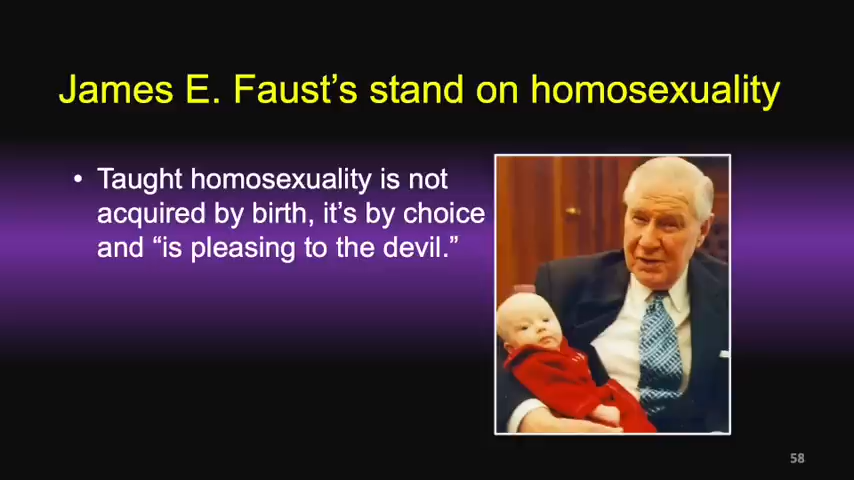 James E. Faust’s stand on homosexuality
• Taught homosexuality is not
acquired by birth, it’s by choice
and “is pleasing to the devil.”
58